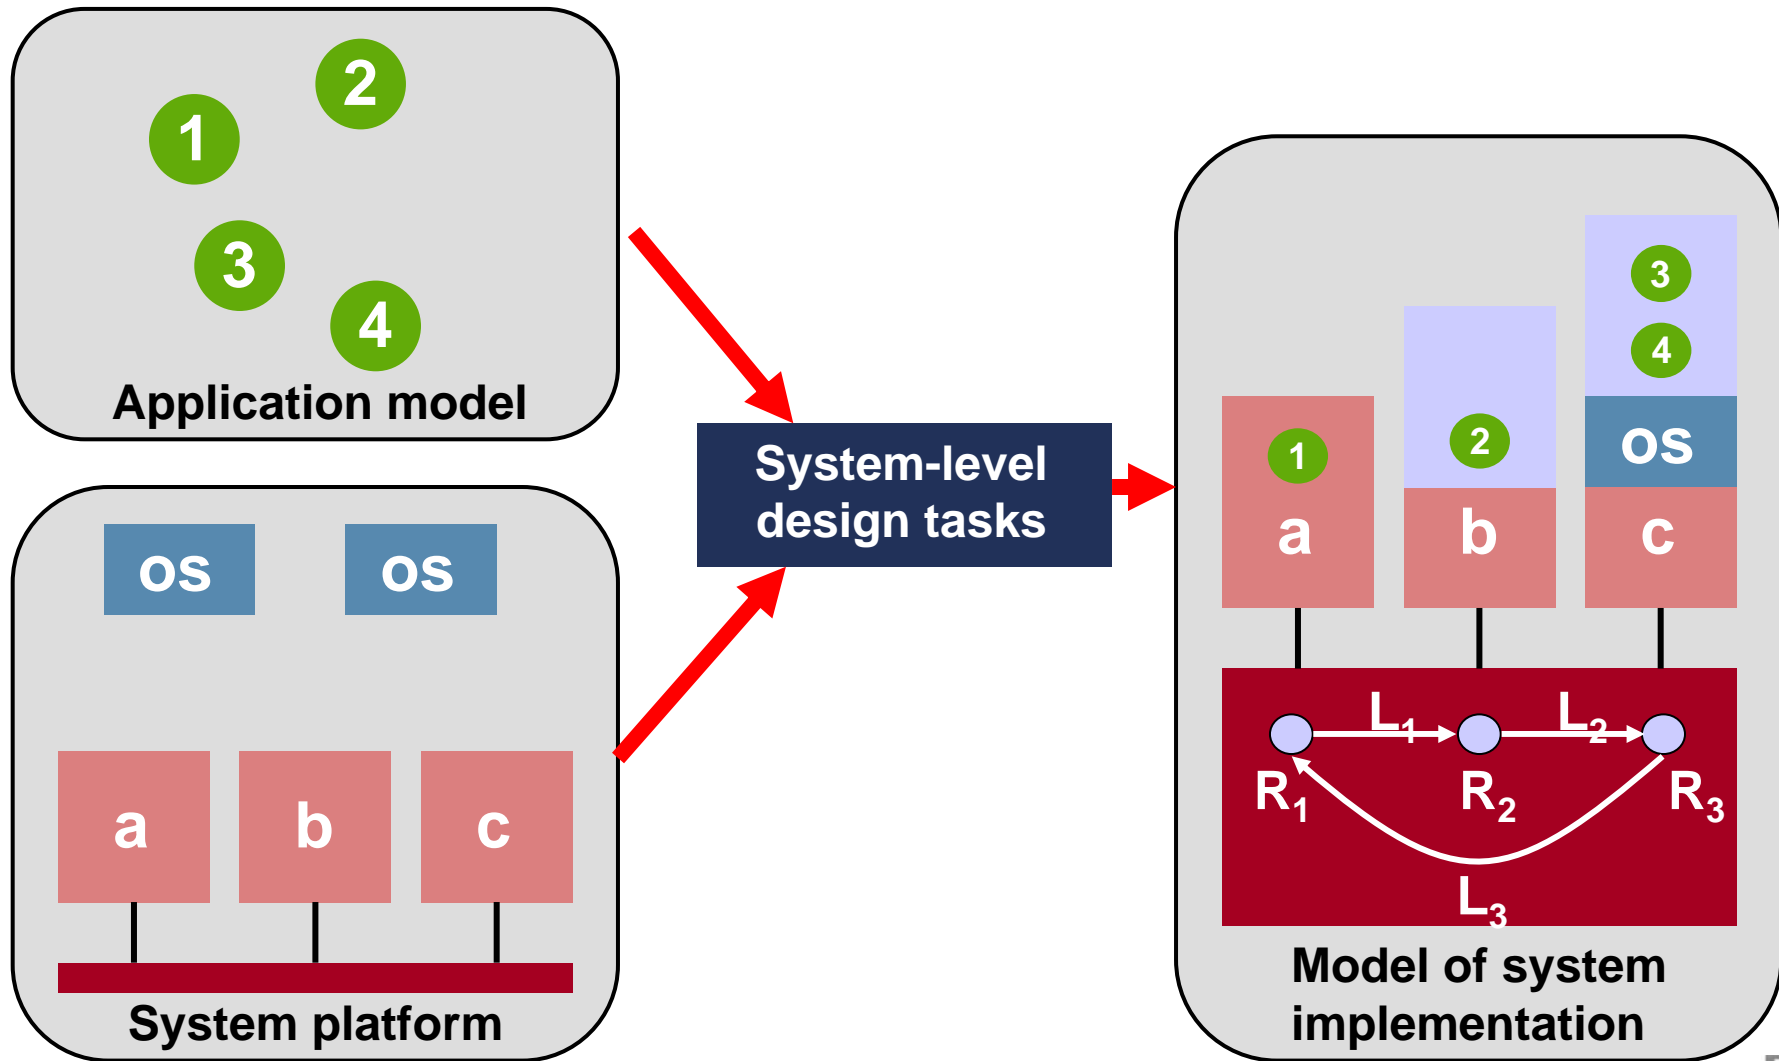 1
2
3
4
Application model
os
os
a
b
c
System platform
System-level
design tasks
3
4
1
2
os
a
b
c
L1
L2
R1
R2
R3
L3
Model of system
implementation